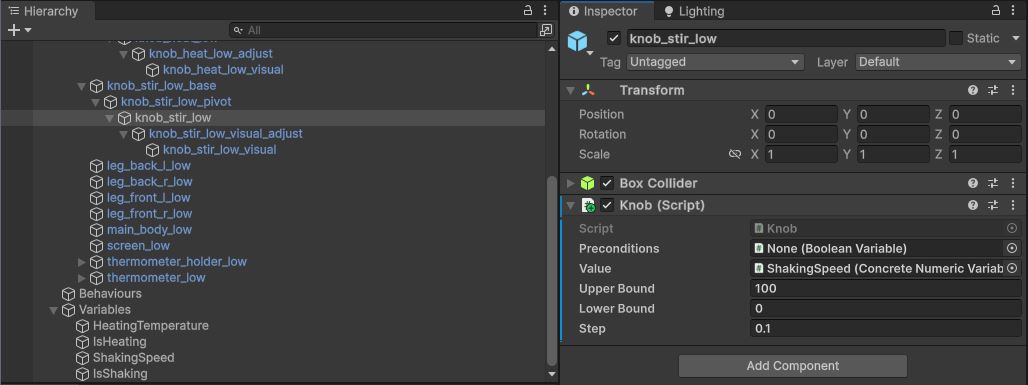 Hierarchy
All
knob_heat_low_adjust
knob_heat_low_visual
knob_stir_low_base
knob_stir_low_pivot
knob_stir_low
knob_stir_low_visual_adjust
knob_stir_low_visual
leg_back_l_low
leg_back_r_low
leg_front_l_low
leg_front_r_low
main_body_low
screen_low
thermometer_holder_low
thermometer_low
Behaviours
Variables
HeatingTemperature
IsHeating
ShakingSpeed
IsShaking
Inspector Lighting
knob_stir_low Static
Tag Untagged Layer Default
Transform
Position X 0 Y 0 Z 0
Rotation X 0 Y 0 Z 0
Scale X 1 Y 1 Z 1
Box Collider
Knob (Script)
Script Knob
Preconditions None (Boolean Variable)
Value ShakingSpeed (Concrete Numeric Variab
Upper Bound 100
Lower Bound 0
Step 0.1
Add Component